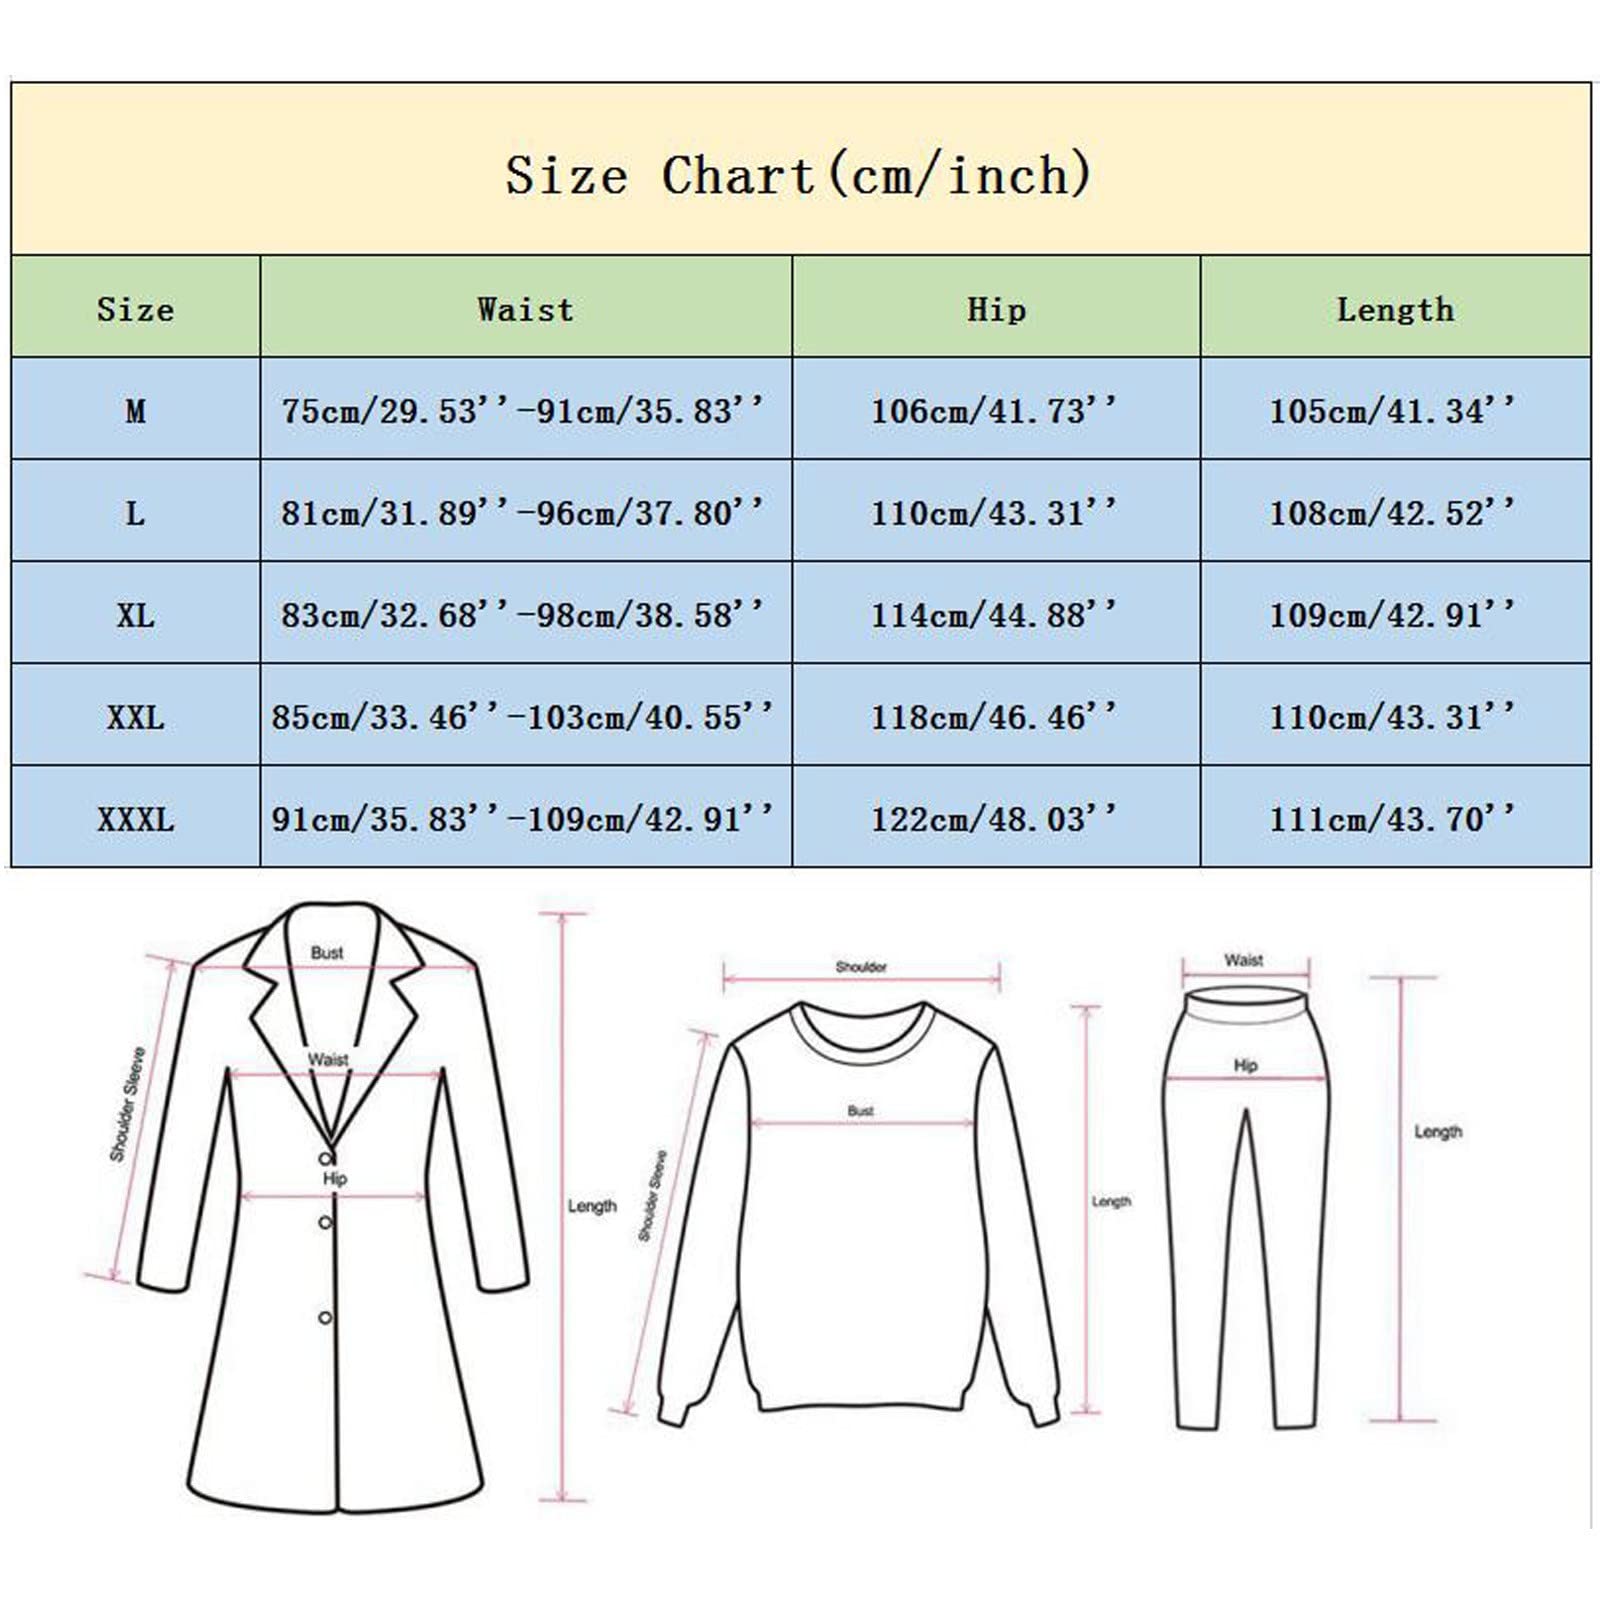 Size Chart(cm/inch)
Size Waist Hip Length
M 75cm/29.53’’-91cm/35.83’’ 106cm/41.73’’ 105cm/41.34’’
L 81cm/31.89’’-96cm/37.80’’ 110cm/43.31’’ 108cm/42.52’’
XL 83cm/32.68’’-98cm/38.58’’ 114cm/44.88’’ 109cm/42.91’’
XXL 85cm/33.46’’-103cm/40.55’’ 118cm/46.46’’ 110cm/43.31’’
XXXL 91cm/35.83’’-109cm/42.91’’ 122cm/48.03’’ 111cm/43.70’’
Bust
Waist
Shoulder Sleeve
Hip
Length
Shoulder
Bust
Shoulder Sleeve
Length
Waist
Hip
Length